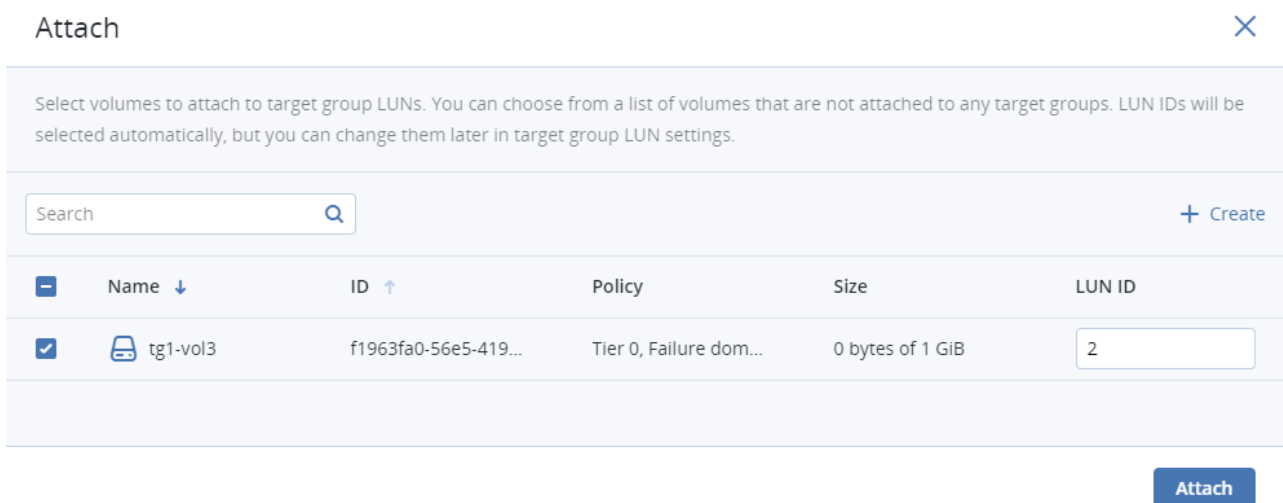 Attach
Select volumes to attach to target group LUNs. You can choose from a list of volumes that are not attached to any target groups. LUN IDs will be
selected automatically, but you can change them later in target group LUN settings.
Search
Create
Name ID Policy Size LUN ID
tg1-vol3 f1963fa0-56e5-419... Tier 0, Failure dom... 0 bytes of 1 GiB 2
Attach